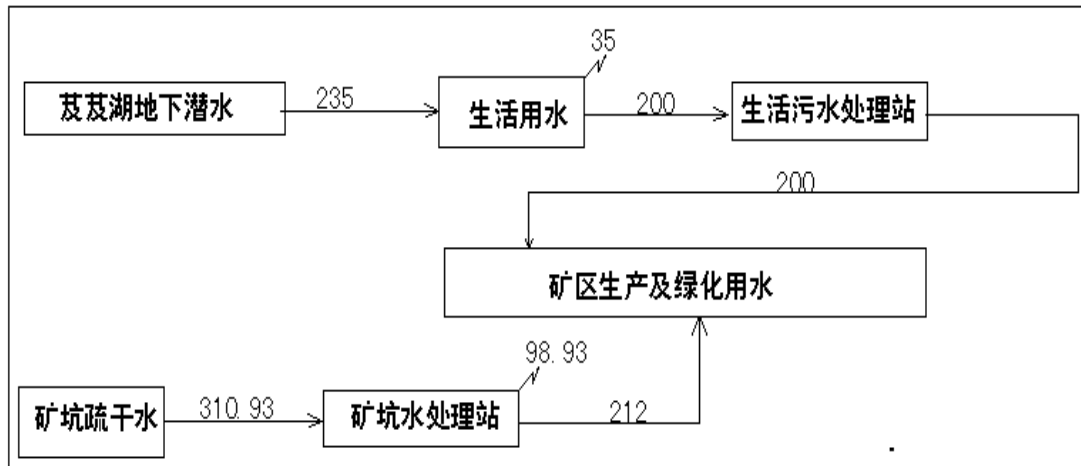 35
芨芨湖地下潜水
235
生活用水
200
生活污水处理站
200
矿区生产及绿化用水
98.93
矿坑疏干水
310.93
矿坑水处理站
212